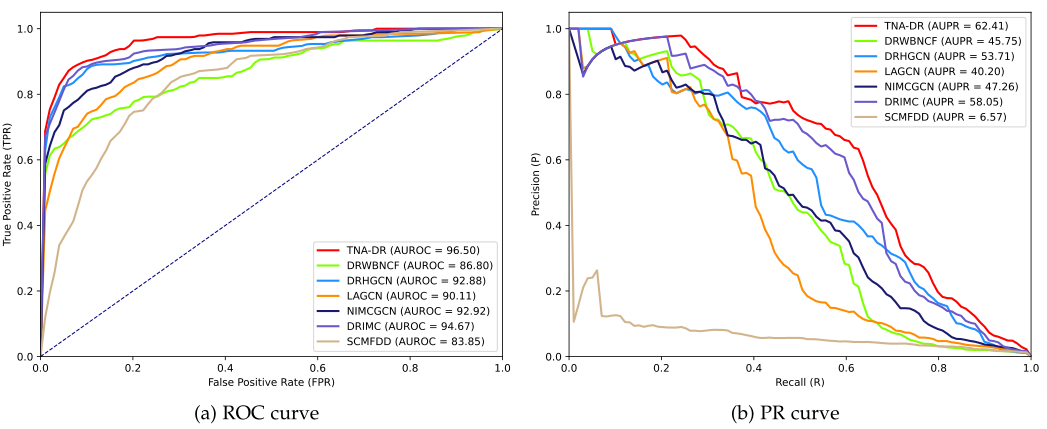 True Positive Rate (TPR)
1.0
0.8
0.6
0.4
0.2
0.0
TNA-DR (AUROC = 96.50)
DRWBNCF (AUROC = 86.80)
DRHGCN (AUROC = 92.88)
LAGCN (AUROC = 90.11)
NIMCGCN (AUROC = 92.92)
DRIMC (AUROC = 94.67)
SCMFDD (AUROC = 83.85)
0.0 0.2 0.4 0.6 0.8 1.0
False Positive Rate (FPR)
(a) ROC curve
Precision (P)
1.0
0.8
0.6
0.4
0.2
0.0
TNA-DR (AUPR = 62.41)
DRWBNCF (AUPR = 45.75)
DRHGCN (AUPR = 53.71)
LAGCN (AUPR = 40.20)
NIMCGCN (AUPR = 47.26)
DRIMC (AUPR = 58.05)
SCMFDD (AUPR = 6.57)
0.0 0.2 0.4 0.6 0.8 1.0
Recall (R)
(b) PR curve